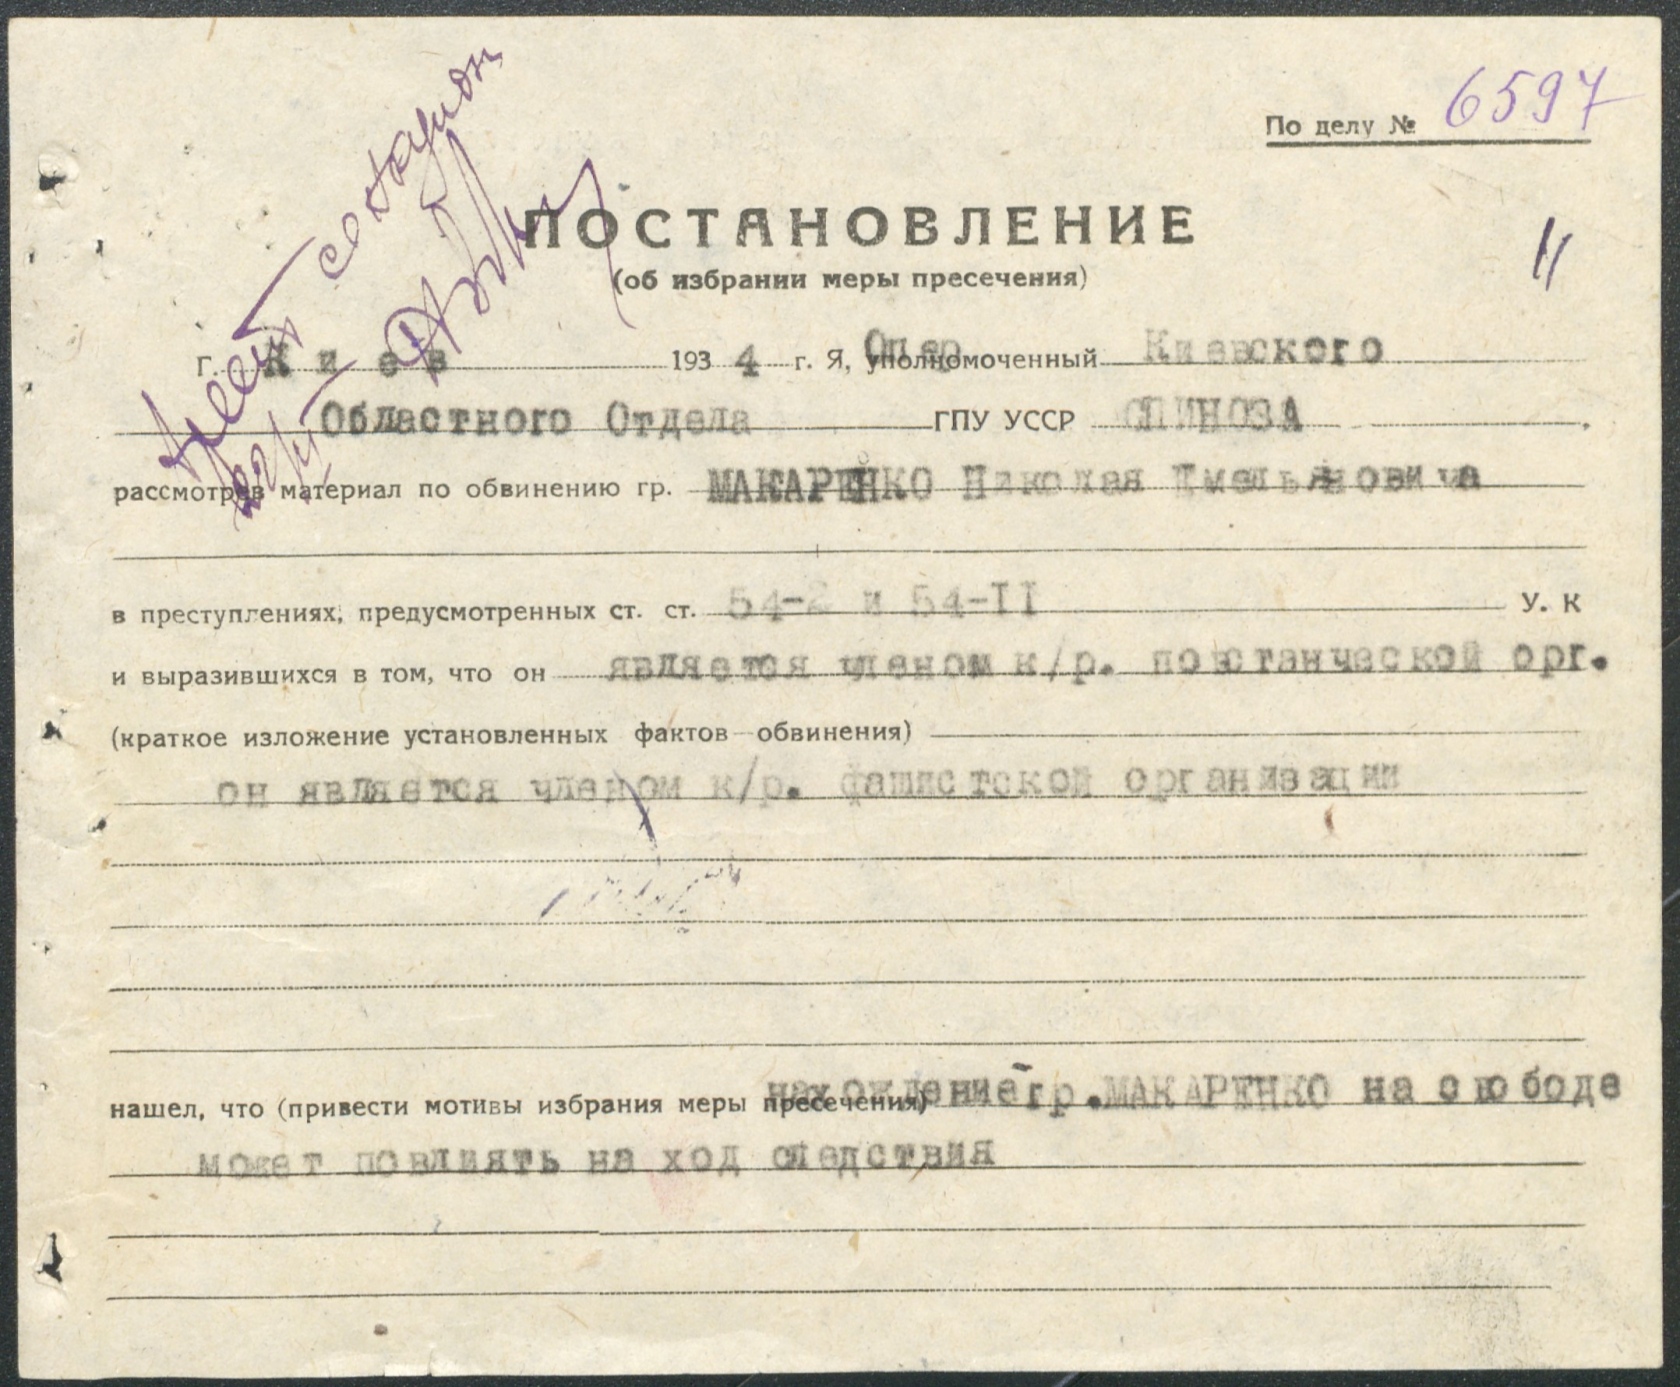 По делу № 6597
ПОСТАНОВЛЕНИЕ
(об избрании меры пресечения)
11
г. Киев 1934 г. Я, Опер уполномоченный Киевского
Областного Отдела ГПУ УССР СПИНОЗА
рассмотрев материал по обвинению гр. МАКАРЕНКО Николая Емельяновича
в преступлениях, предусмотренных ст. ст. 54-2 и 54-II У. К
и выразившихся в том, что он является членом к/р. повстанческой орг.
(краткое изложение установленных фактов обвинения)
он является членом к/р. фашистской организации
нашел, что (привести мотивы избрания меры пресечения) нахождение гр.МАКАРЕНКО на свободе
может повлиять на ход следствия